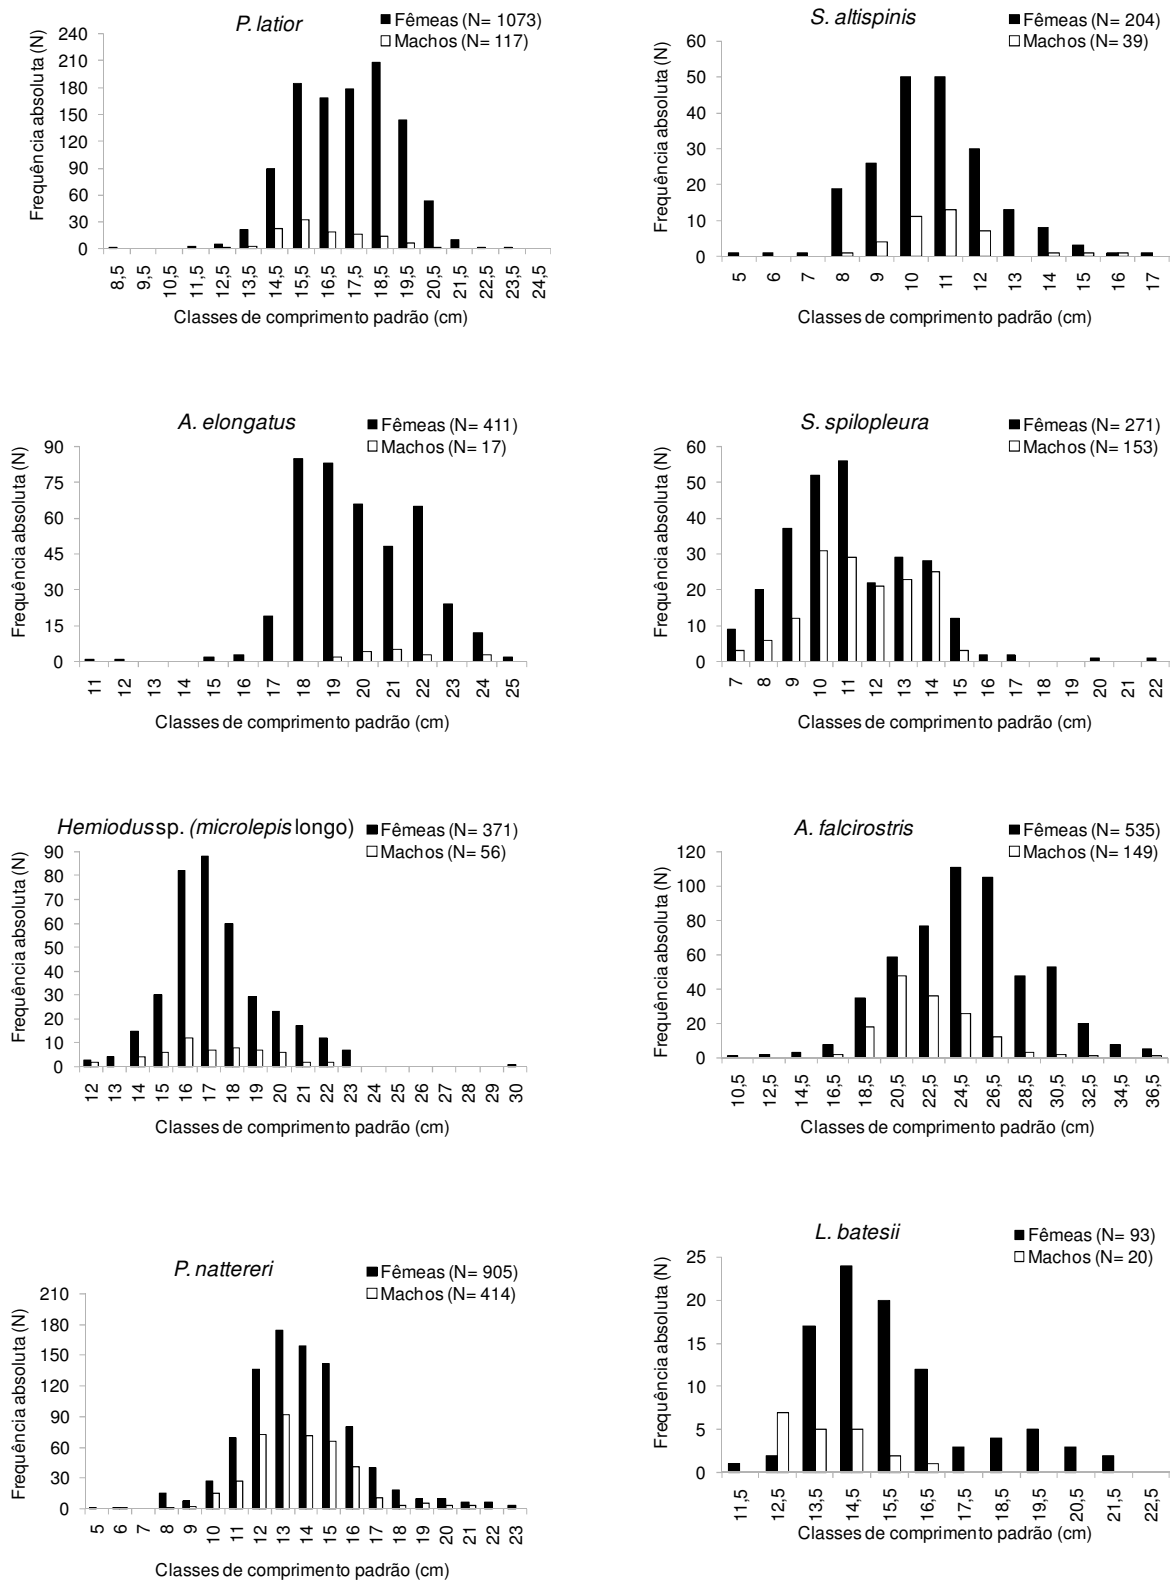 P. latior
Fêmeas (N= 1073)
Machos (N= 117)
Frequência absoluta (N)
240
210
180
150
120
90
60
30
0
8,5 9,5 10,5 11,5 12,5 13,5 14,5 15,5 16,5 17,5 18,5 19,5 20,5 21,5 22,5 23,5 24,5
Classes de comprimento padrão (cm)
S. altispinis
Fêmeas (N= 204)
Machos (N= 39)
Frequência absoluta (N)
60
50
40
30
20
10
0
5 6 7 8 9 10 11 12 13 14 15 16 17
Classes de comprimento padrão (cm)
A. elongatus
Fêmeas (N= 411)
Machos (N= 17)
Frequência absoluta (N)
90
75
60
45
30
15
0
11 12 13 14 15 16 17 18 19 20 21 22 23 24 25
Classes de comprimento padrão (cm)
S. spilopleura
Fêmeas (N= 271)
Machos (N= 153)
Frequência absoluta (N)
60
50
40
30
20
10
0
7 8 9 10 11 12 13 14 15 16 17 18 19 20 21 22
Classes de comprimento padrão (cm)
Hemiodus sp. (microlepis longo)
Fêmeas (N= 371)
Machos (N= 56)
Frequência absoluta (N)
90
80
70
60
50
40
30
20
10
0
12 13 14 15 16 17 18 19 20 21 22 23 24 25 26 27 28 29 30
Classes de comprimento padrão (cm)
A. falcirostris
Fêmeas (N= 535)
Machos (N= 149)
Frequência absoluta (N)
120
100
80
60
40
20
0
10,5 12,5 14,5 16,5 18,5 20,5 22,5 24,5 26,5 28,5 30,5 32,5 34,5 36,5
Classes de comprimento padrão (cm)
P. nattereri
Fêmeas (N= 905)
Machos (N= 414)
Frequência absoluta (N)
210
180
150
120
90
60
30
0
5 6 7 8 9 10 11 12 13 14 15 16 17 18 19 20 21 22 23
Classes de comprimento padrão (cm)
L. batesii
Fêmeas (N= 93)
Machos (N= 20)
Frequência absoluta (N)
25
20
15
10
5
0
11,5 12,5 13,5 14,5 15,5 16,5 17,5 18,5 19,5 20,5 21,5 22,5
Classes de comprimento padrão (cm)